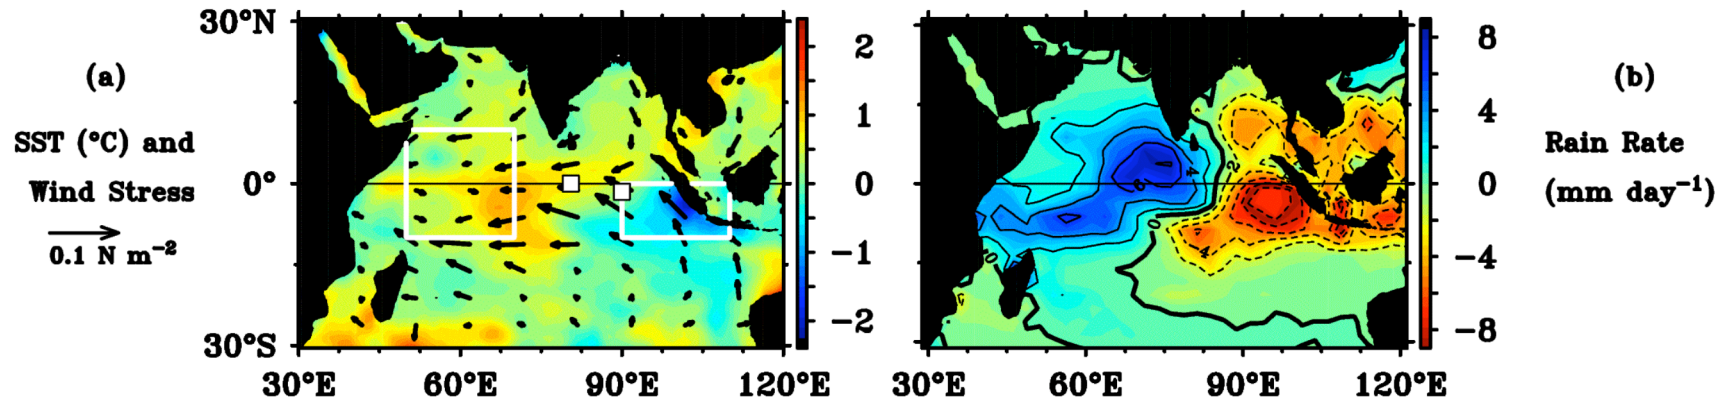 (a)
SST (°C) and
Wind Stress
0.1 N m⁻²
30°N
0°
30°S
30°E 60°E 90°E 120°E
2
1
0
−1
−2
30°E 60°E 90°E 120°E
8
4
0
−4
−8
(b)
Rain Rate
(mm day⁻¹)